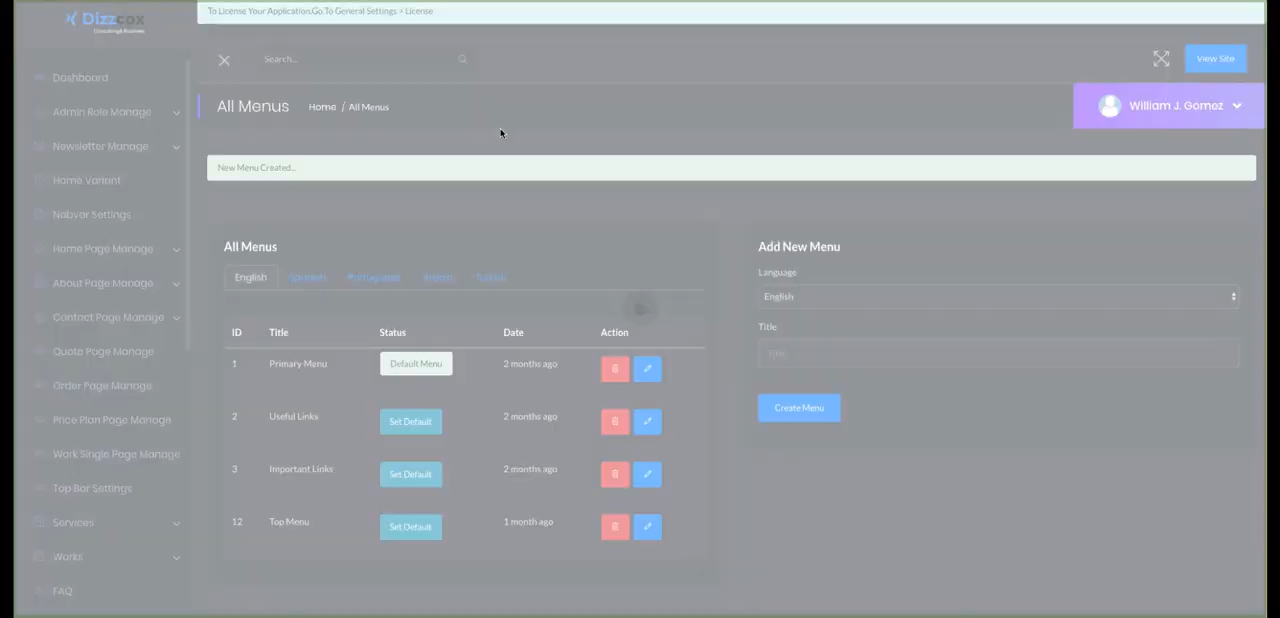 To License Your Application.Go To General Settings > License
Dizzcox
Consulting & Business
Search...
View Site
All Menus
Home / All Menus
William J. Gomez
New Menu Created...
Dashboard
Admin Role Manage
Newsletter Manage
Home Variant
Nabvar Settings
Home Page Manage
About Page Manage
Contact Page Manage
Quote Page Manage
Order Page Manage
Price Plan Page Manage
Work Single Page Manage
Top Bar Settings
Services
Works
FAQ
All Menus
English
ID Title Status Date Action
1 Primary Menu Default Menu 2 months ago
2 Useful Links Set Default 2 months ago
3 Important Links Set Default 2 months ago
12 Top Menu Set Default 1 month ago
Add New Menu
Language
English
Title
Title
Create Menu